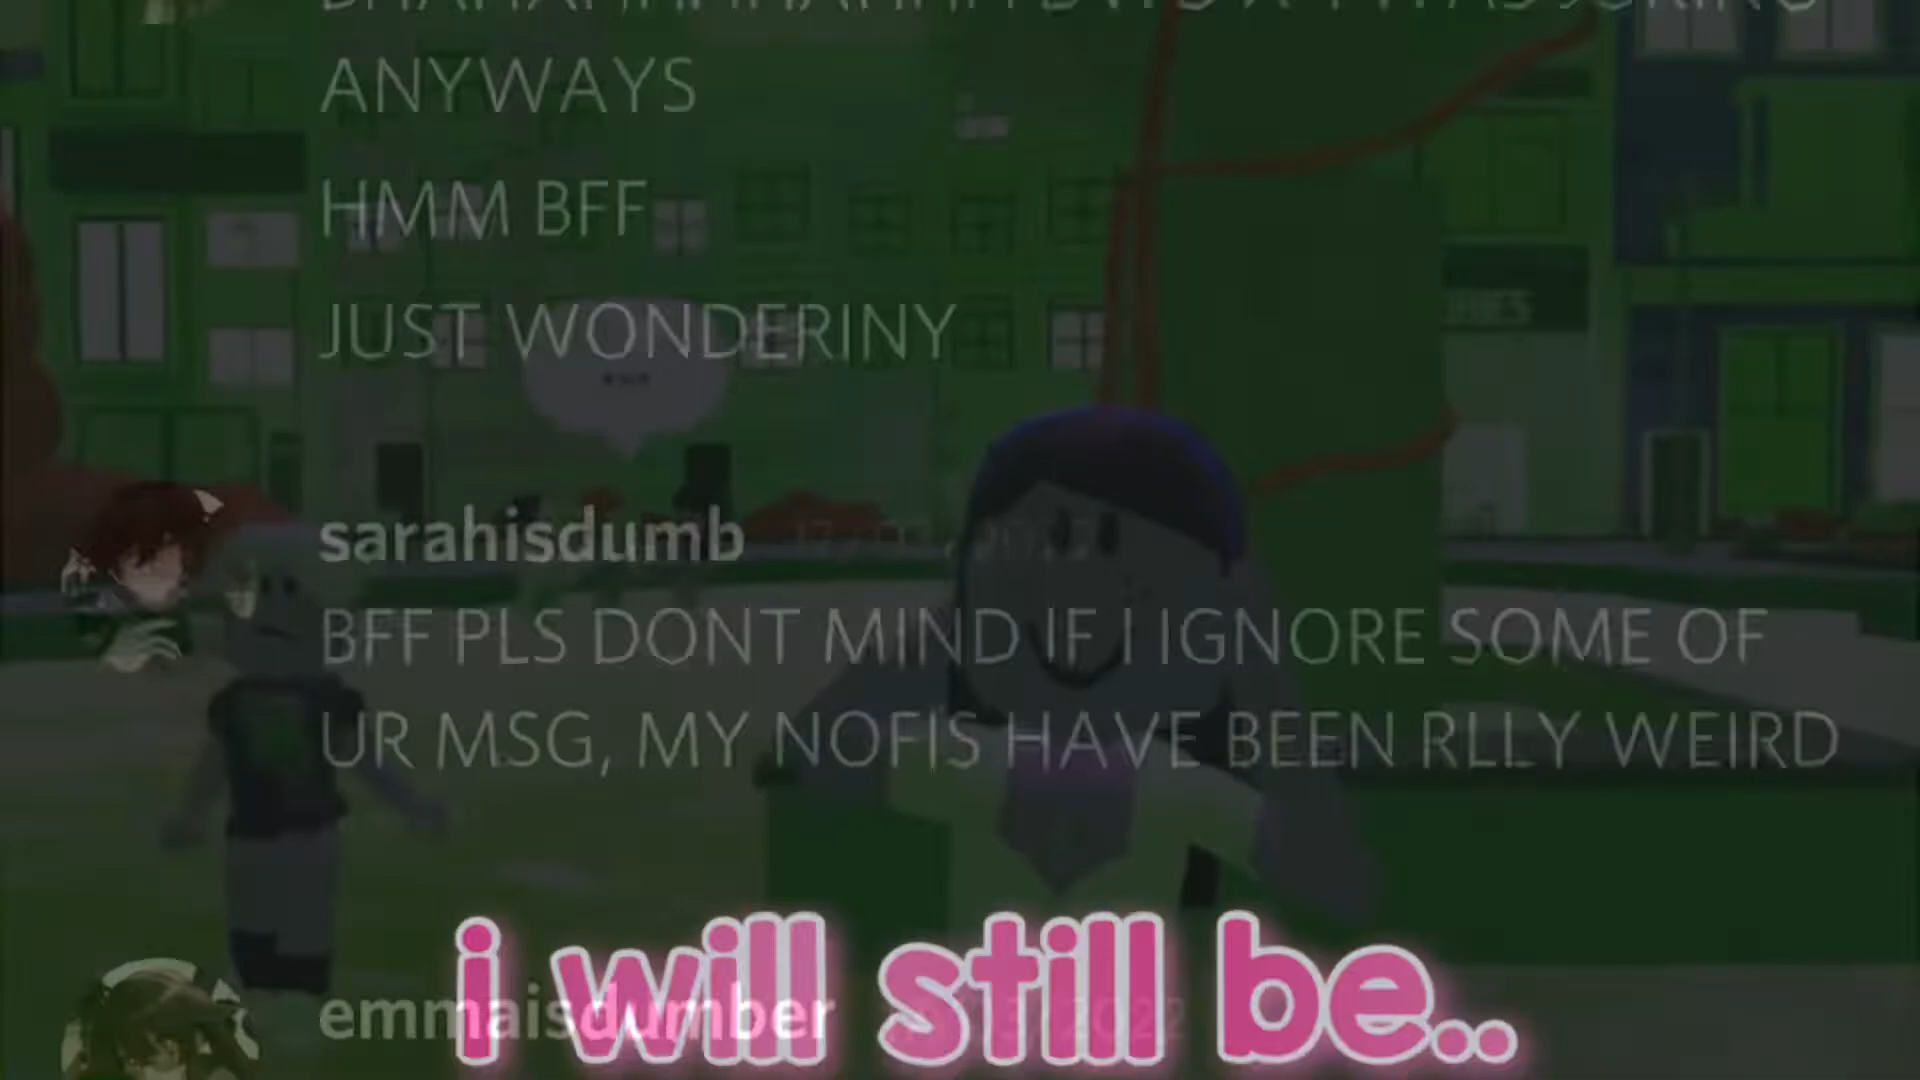 ANYWAYS
HMM BFF
JUST WONDERINY
sarahisdumb
BFF PLS DONT MIND IF I IGNORE SOME OF
UR MSG, MY NOFIS HAVE BEEN RLLY WEIRD
i will still be..
emmaisdumber 2022